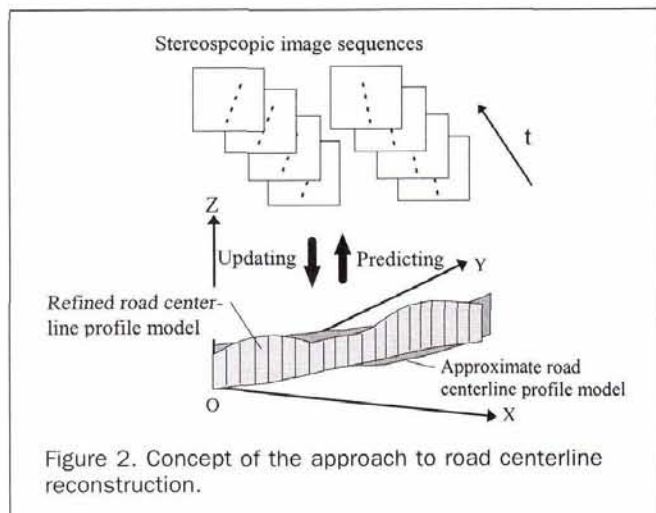 Stereospcopic image sequences
t
Z
Updating
Predicting
Y
Refined road center-
line profile model
Approximate road
centerline profile model
O
X
Figure 2. Concept of the approach to road centerline
reconstruction.